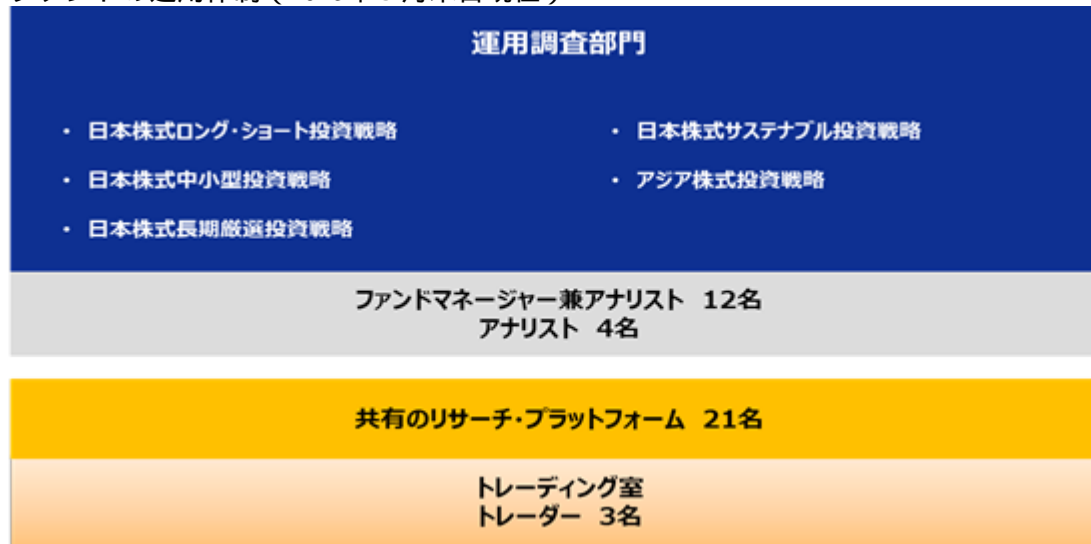 運用調査部門
・ 日本株式ロング・ショート投資戦略
・ 日本株式サステナブル投資戦略
・ 日本株式中小型投資戦略
・ アジア株式投資戦略
・ 日本株式長期厳選投資戦略
ファンドマネージャー兼アナリスト 12名
アナリスト 4名
共有のリサーチ・プラットフォーム 21名
トレーディング室
トレーダー 3名